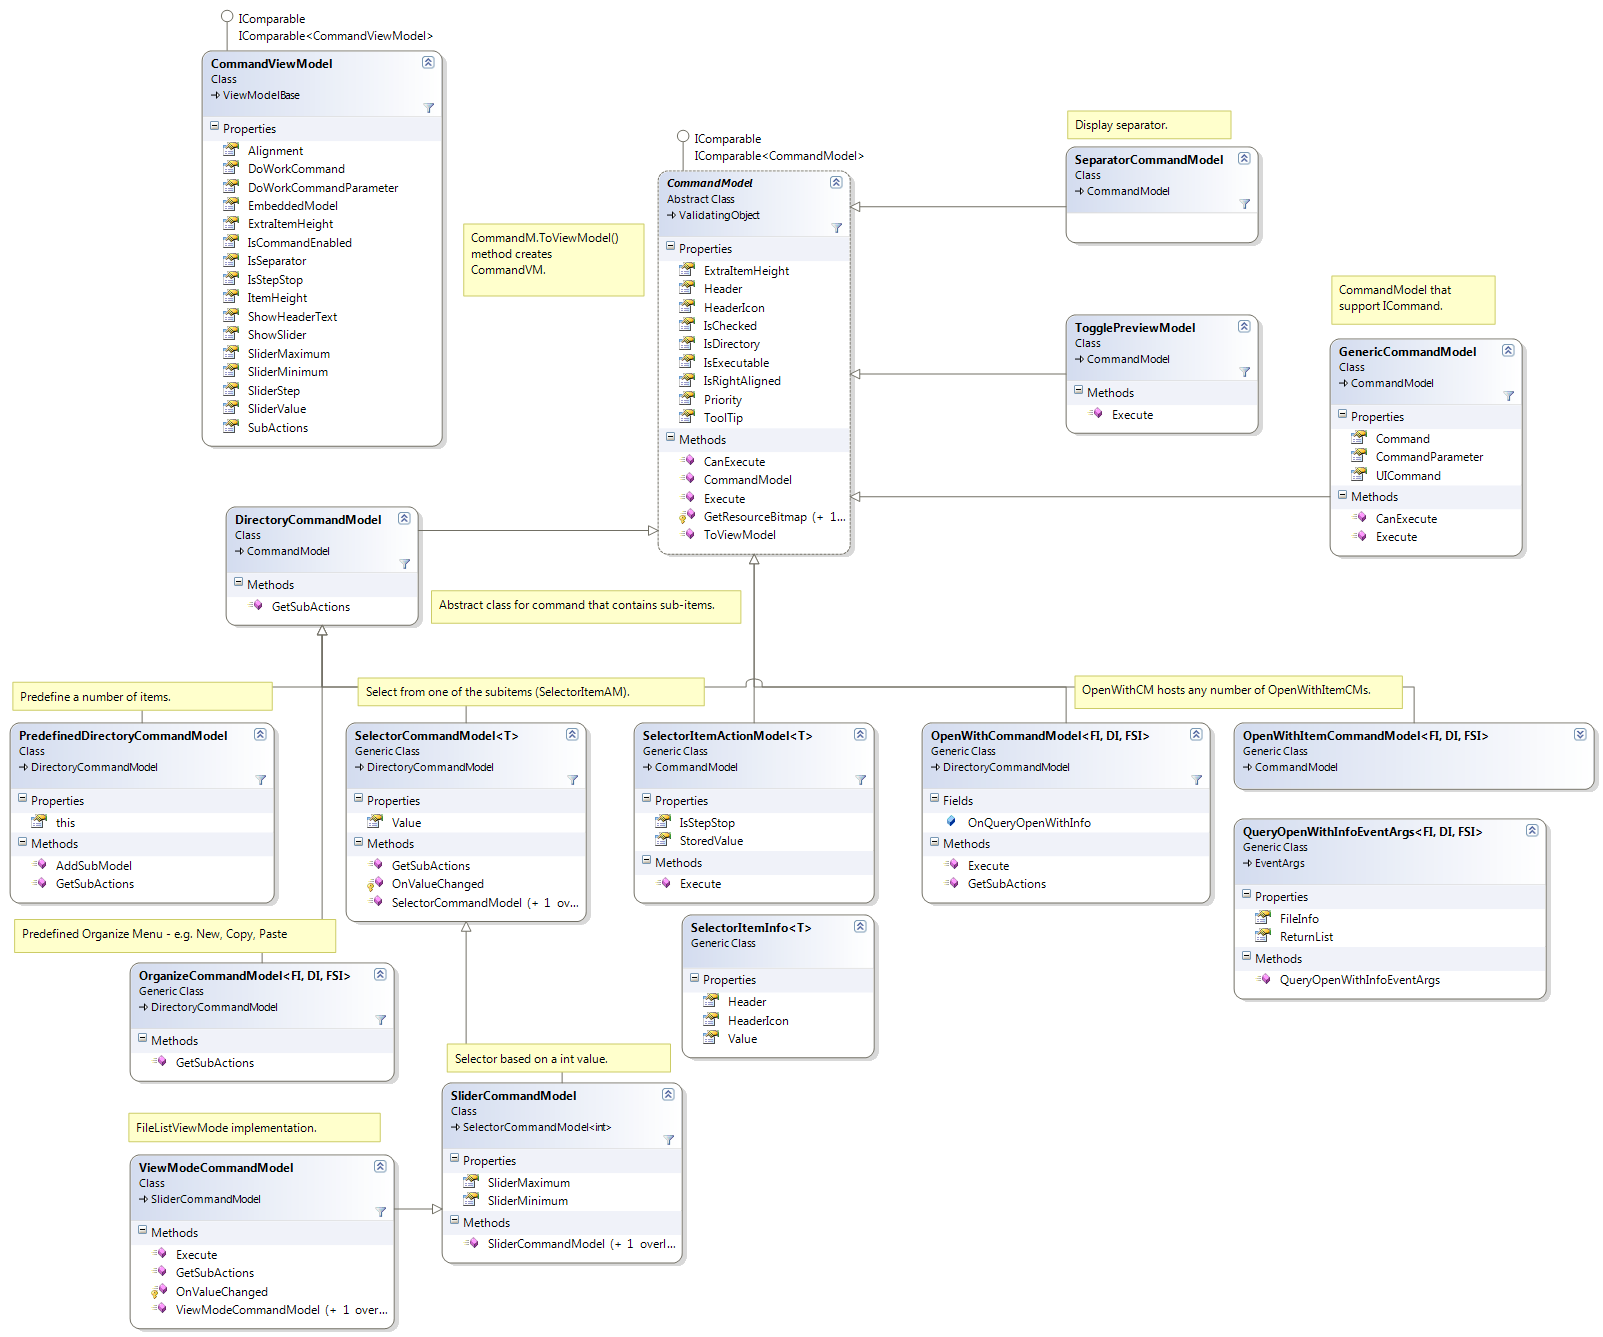 IComparable
IComparable<CommandViewModel>
CommandViewModel
Class
ViewModelBase
Properties
Alignment
DoWorkCommand
DoWorkCommandParameter
EmbeddedModel
ExtraItemHeight
IsCommandEnabled
IsSeparator
IsStepStop
ItemHeight
ShowHeaderText
ShowSlider
SliderMaximum
SliderMinimum
SliderStep
SliderValue
SubActions
CommandM.ToViewModel()
method creates
CommandVM.
IComparable
IComparable<CommandModel>
CommandModel
Abstract Class
ValidatingObject
Properties
ExtraItemHeight
Header
HeaderIcon
IsChecked
IsDirectory
IsExecutable
IsRightAligned
Priority
ToolTip
Methods
CanExecute
CommandModel
Execute
GetResourceBitmap (+ 1...
ToViewModel
Display separator.
SeparatorCommandModel
Class
CommandModel
TogglePreviewModel
Class
CommandModel
Methods
Execute
CommandModel that
support ICommand.
GenericCommandModel
Class
CommandModel
Properties
Command
CommandParameter
UICommand
Methods
CanExecute
Execute
DirectoryCommandModel
Class
CommandModel
Methods
GetSubActions
Abstract class for command that contains sub-items.
Predefine a number of items.
PredefinedDirectoryCommandModel
Class
DirectoryCommandModel
Properties
this
Methods
AddSubModel
GetSubActions
Select from one of the subitems (SelectorItemAM).
SelectorCommandModel<T>
Generic Class
DirectoryCommandModel
Properties
Value
Methods
GetSubActions
OnValueChanged
SelectorCommandModel (+ 1 ov...
SelectorItemActionModel<T>
Generic Class
CommandModel
Properties
IsStepStop
StoredValue
Methods
Execute
OpenWithCM hosts any number of OpenWithItemCMs.
OpenWithCommandModel<FI, DI, FSI>
Generic Class
DirectoryCommandModel
Fields
OnQueryOpenWithInfo
Methods
Execute
GetSubActions
OpenWithItemCommandModel<FI, DI, FSI>
Generic Class
CommandModel
QueryOpenWithInfoEventArgs<FI, DI, FSI>
Generic Class
EventArgs
Properties
FileInfo
ReturnList
Methods
QueryOpenWithInfoEventArgs
SelectorItemInfo<T>
Generic Class
Properties
Header
HeaderIcon
Value
Predefined Organize Menu - e.g. New, Copy, Paste
OrganizeCommandModel<FI, DI, FSI>
Generic Class
DirectoryCommandModel
Methods
GetSubActions
Selector based on a int value.
SliderCommandModel
Class
SelectorCommandModel<int>
Properties
SliderMaximum
SliderMinimum
Methods
SliderCommandModel (+ 1 overl...
FileListViewMode implementation.
ViewModeCommandModel
Class
SliderCommandModel
Methods
Execute
GetSubActions
OnValueChanged
ViewModeCommandModel (+ 1 over...